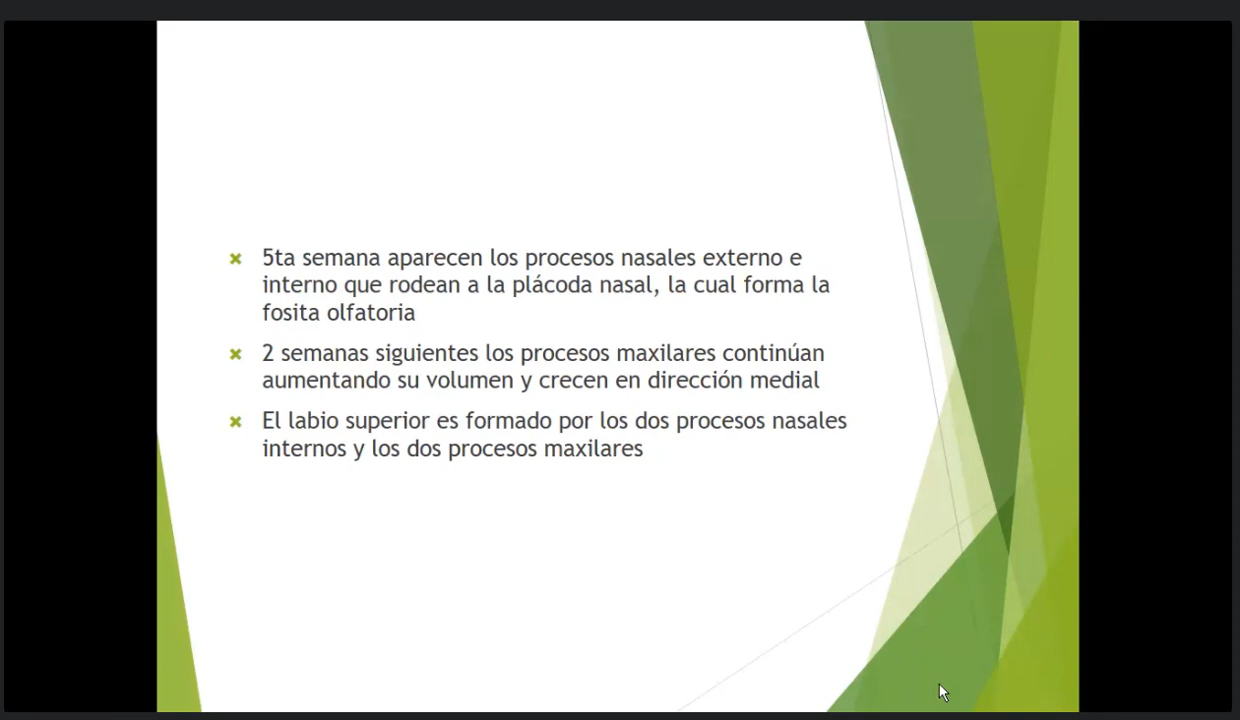 5ta semana aparecen los procesos nasales externo e
interno que rodean a la plácoda nasal, la cual forma la
fosita olfatoria
2 semanas siguientes los procesos maxilares continúan
aumentando su volumen y crecen en dirección medial
El labio superior es formado por los dos procesos nasales
internos y los dos procesos maxilares